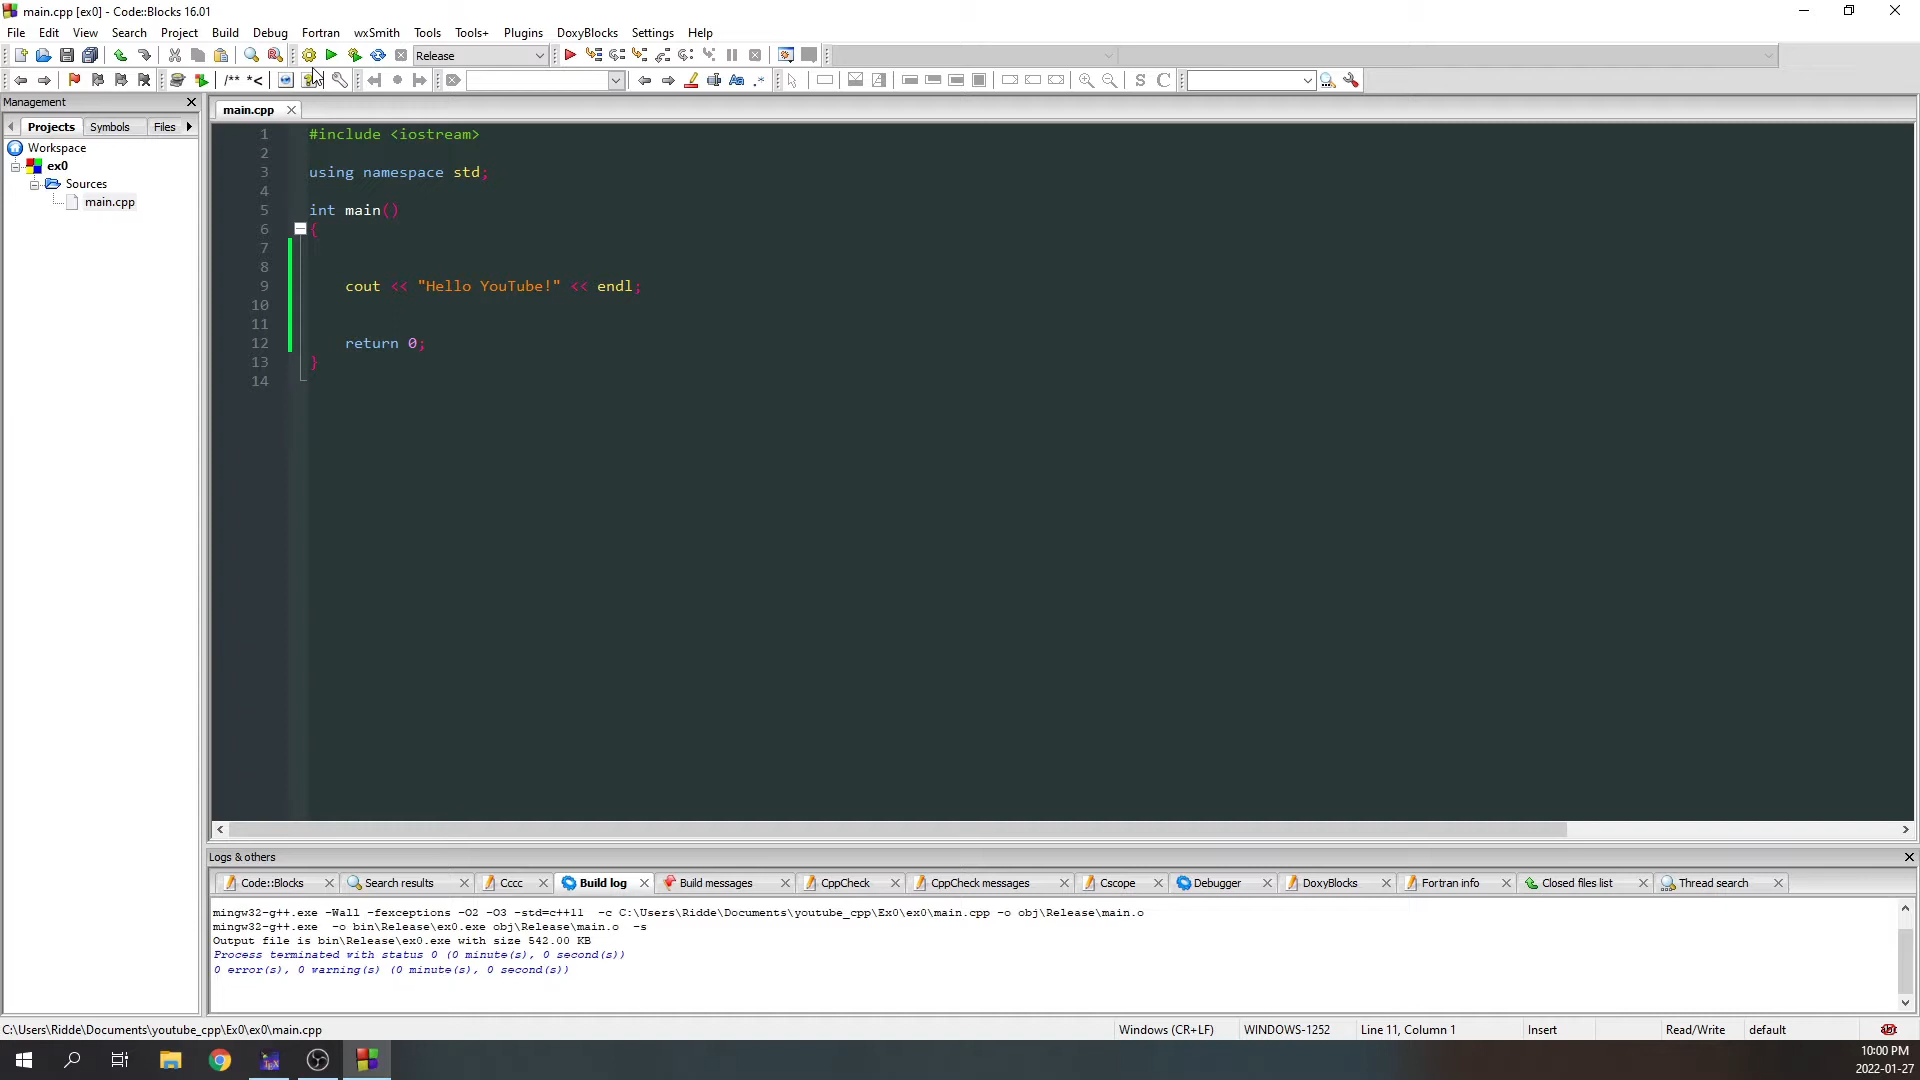 main.cpp [ex0] - Code::Blocks 16.01
File Edit View Search Project Build Debug Fortran wxSmith Tools Tools+ Plugins DoxyBlocks Settings Help
Release
/** *<
.*
S C
Management
Projects Symbols Files
Workspace
ex0
Sources
main.cpp
main.cpp
1 #include <iostream>
2
3 using namespace std;
4
5 int main()
6 {
7
8
9 cout << "Hello YouTube!" << endl;
10
11
12 return 0;
13 }
14
Logs & others
Code::Blocks Search results Cccc Build log Build messages CppCheck CppCheck messages Cscope Debugger DoxyBlocks Fortran info Closed files list Thread search
mingw32-g++.exe -Wall -fexceptions -O2 -O3 -std=c++11 -c C:\Users\Ridde\Documents\youtube_cpp\Ex0\ex0\main.cpp -o obj\Release\main.o
mingw32-g++.exe -o bin\Release\ex0.exe obj\Release\main.o -s
Output file is bin\Release\ex0.exe with size 542.00 KB
Process terminated with status 0 (0 minute(s), 0 second(s))
0 error(s), 0 warning(s) (0 minute(s), 0 second(s))
C:\Users\Ridde\Documents\youtube_cpp\Ex0\ex0\main.cpp Windows (CR+LF) WINDOWS-1252 Line 11, Column 1 Insert Read/Write default
10:00 PM
2022-01-27